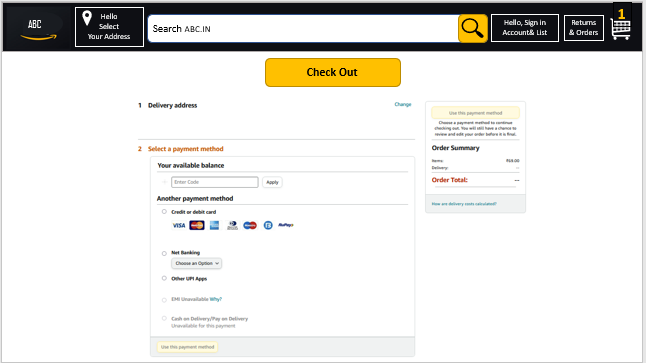 ABC
Hello
Select
Your Address
Search ABC.IN
Hello, Sign in
Account& List
Returns
& Orders
1
Check Out
1 Delivery address
Change
2 Select a payment method
Your available balance
Enter Code
Apply
Another payment method
Credit or debit card
VISA
RuPay
Net Banking
Choose an Option
Other UPI Apps
EMI Unavailable Why?
Cash on Delivery/Pay on Delivery
Unavailable for this payment
Use this payment method
Use this payment method
Choose a payment method to continue
checking out. You will still have a chance to
review and edit your order before it is final.
Order Summary
Items:
Delivery: --
Order Total: --
How are delivery costs calculated?